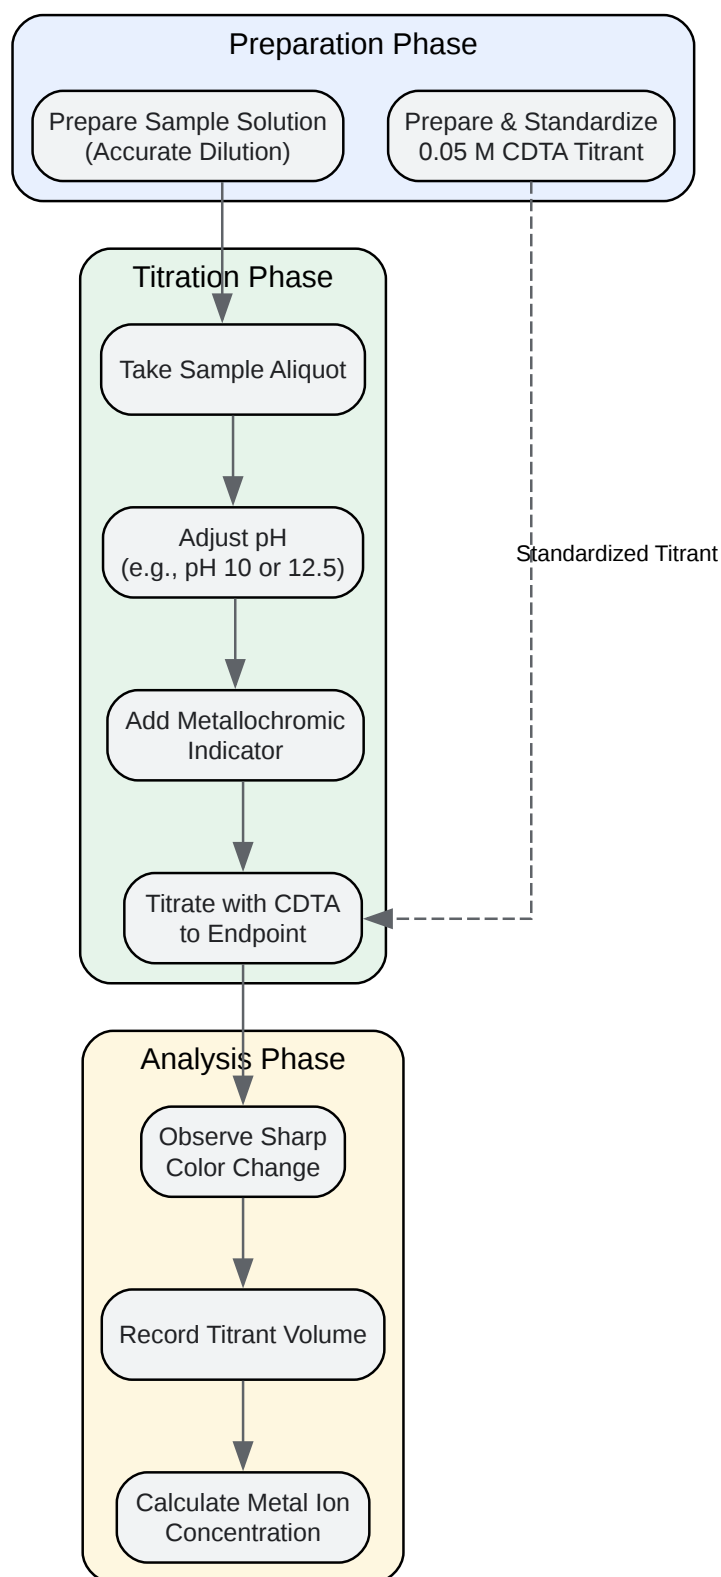 Preparation Phase
Prepare Sample Solution
(Accurate Dilution)
Prepare & Standardize
0.05 M CDTA Titrant
Titration Phase
Take Sample Aliquot
Adjust pH
(e.g., pH 10 or 12.5)
Standardized Titrant
Add Metallochromic
Indicator
Titrate with CDTA
to Endpoint
Analysis Phase
Observe Sharp
Color Change
Record Titrant Volume
Calculate Metal Ion
Concentration